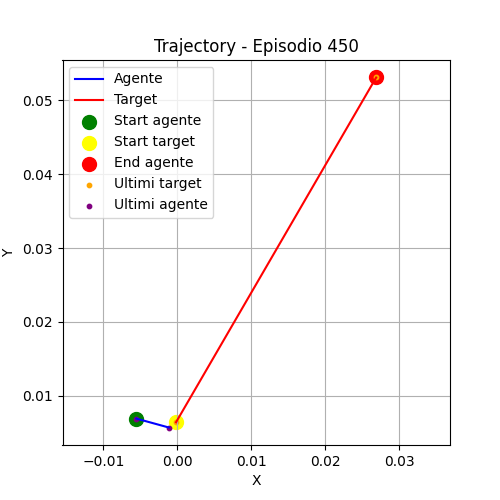 Trajectory - Episodio 450
Agente
Target
Start agente
Start target
End agente
Ultimi target
Ultimi agente
Y
0.05
0.04
0.03
0.02
0.01
−0.01 0.00 0.01 0.02 0.03
X